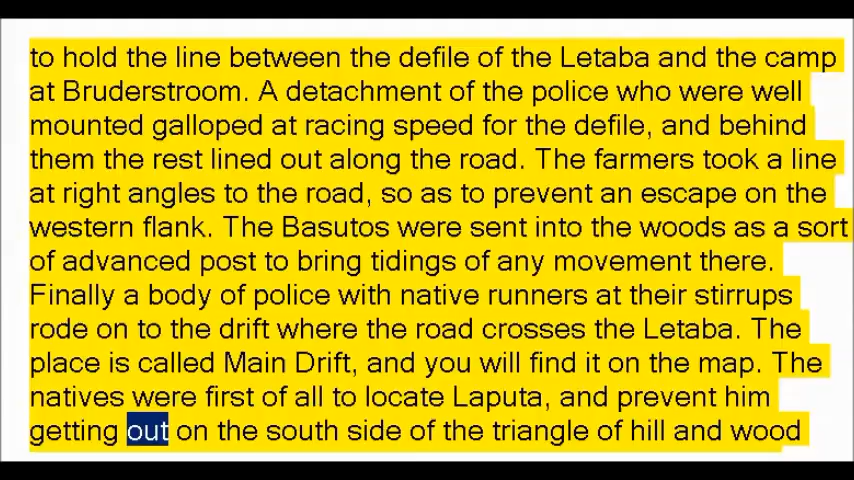 to hold the line between the defile of the Letaba and the camp
at Bruderstroom. A detachment of the police who were well
mounted galloped at racing speed for the defile, and behind
them the rest lined out along the road. The farmers took a line
at right angles to the road, so as to prevent an escape on the
western flank. The Basutos were sent into the woods as a sort
of advanced post to bring tidings of any movement there.
Finally a body of police with native runners at their stirrups
rode on to the drift where the road crosses the Letaba. The
place is called Main Drift, and you will find it on the map. The
natives were first of all to locate Laputa, and prevent him
getting out on the south side of the triangle of hill and wood